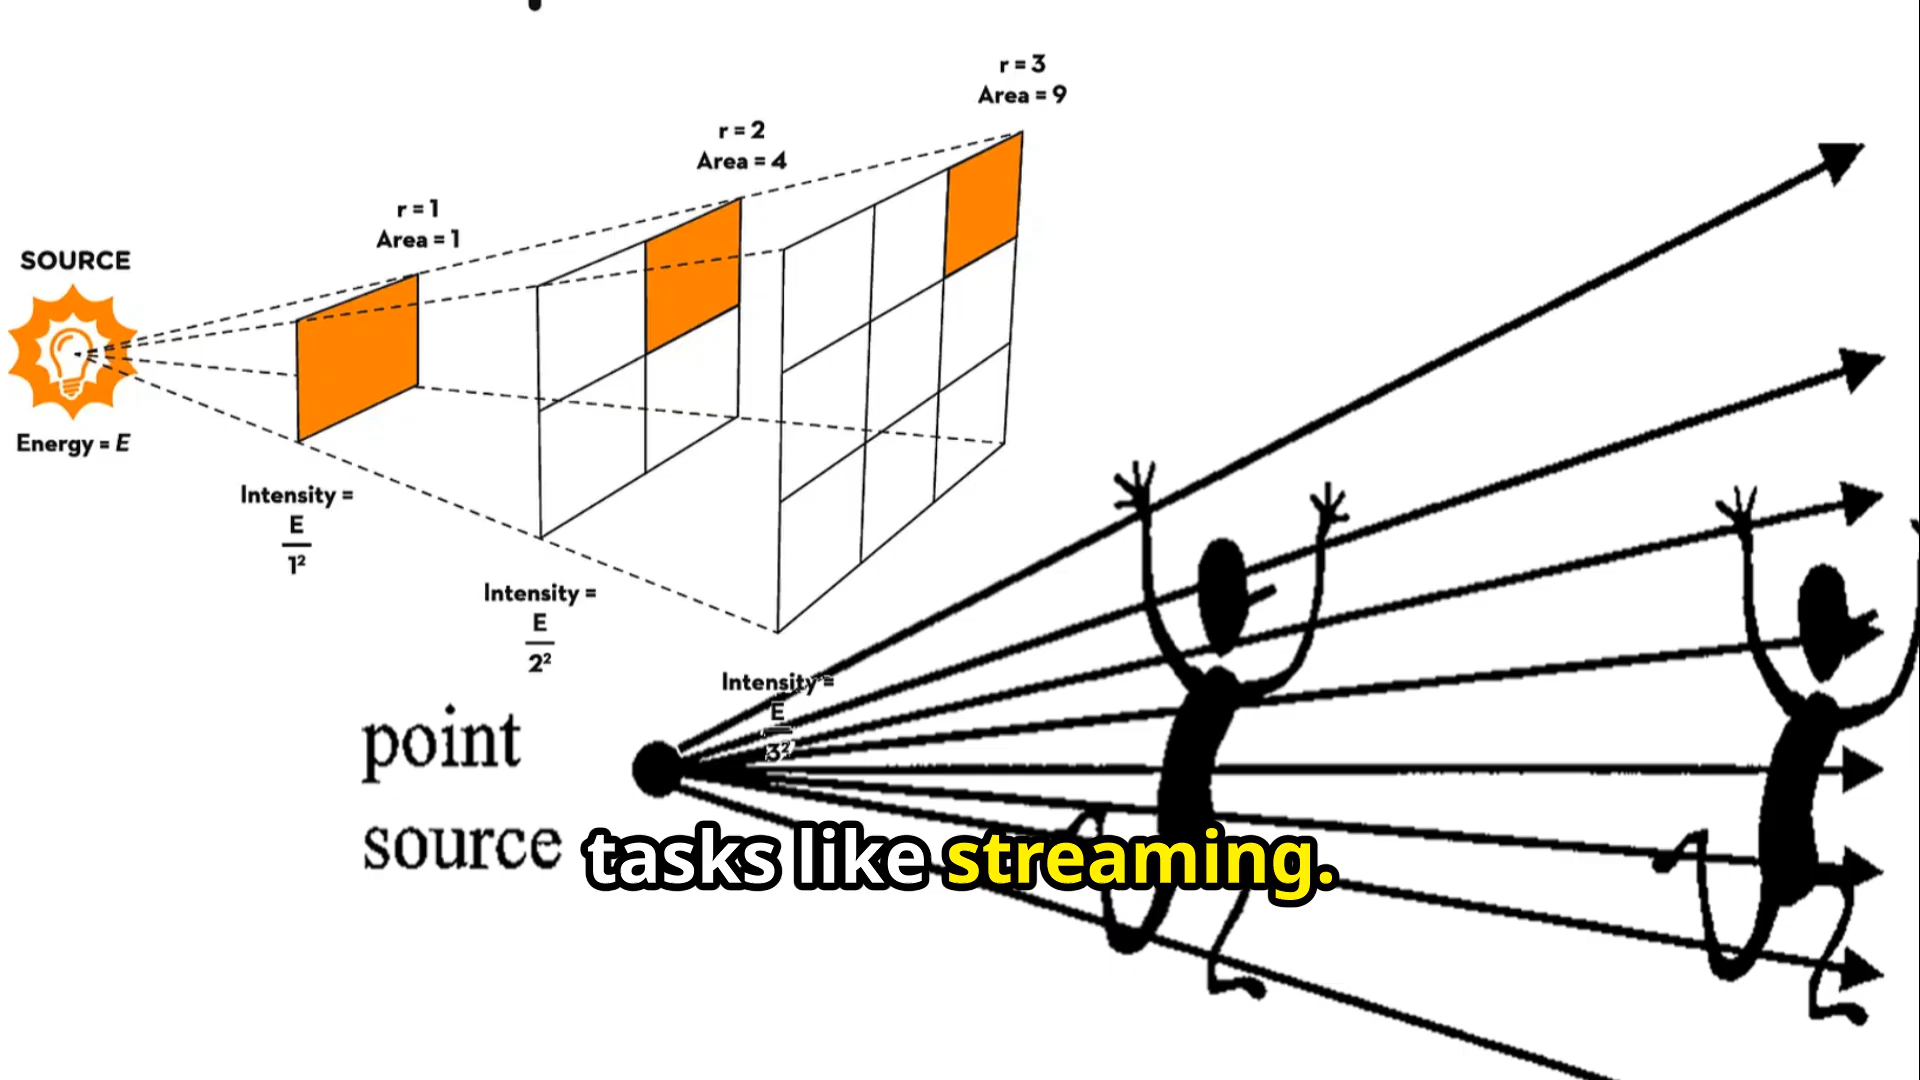 r = 3
Area = 9
r = 2
Area = 4
r = 1
Area = 1
SOURCE
Energy = E
Intensity =
E
1²
Intensity =
E
2²
Intensity =
E
3²
point
source
tasks like streaming.